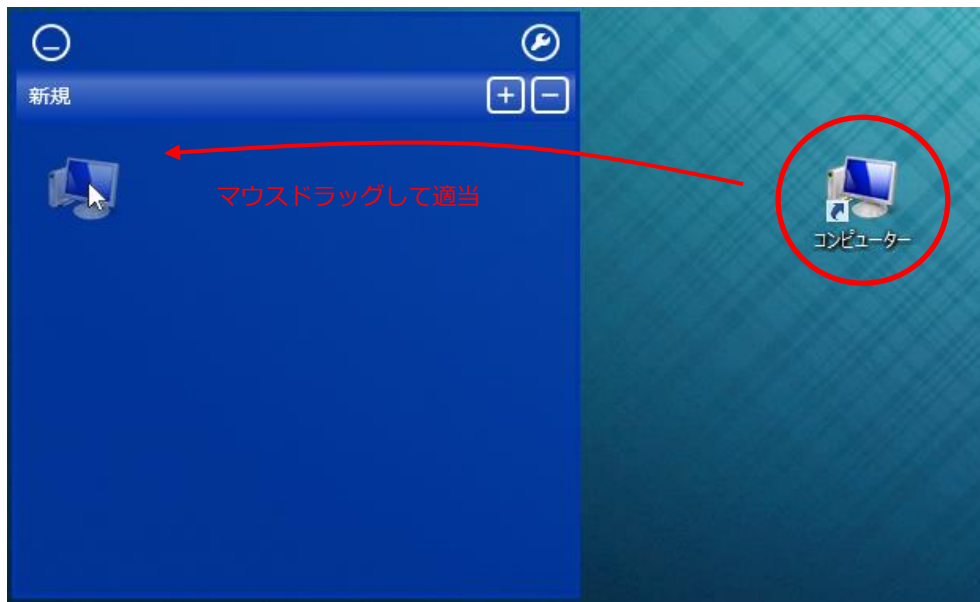 新規
マウスドラッグして適当
コンピューター